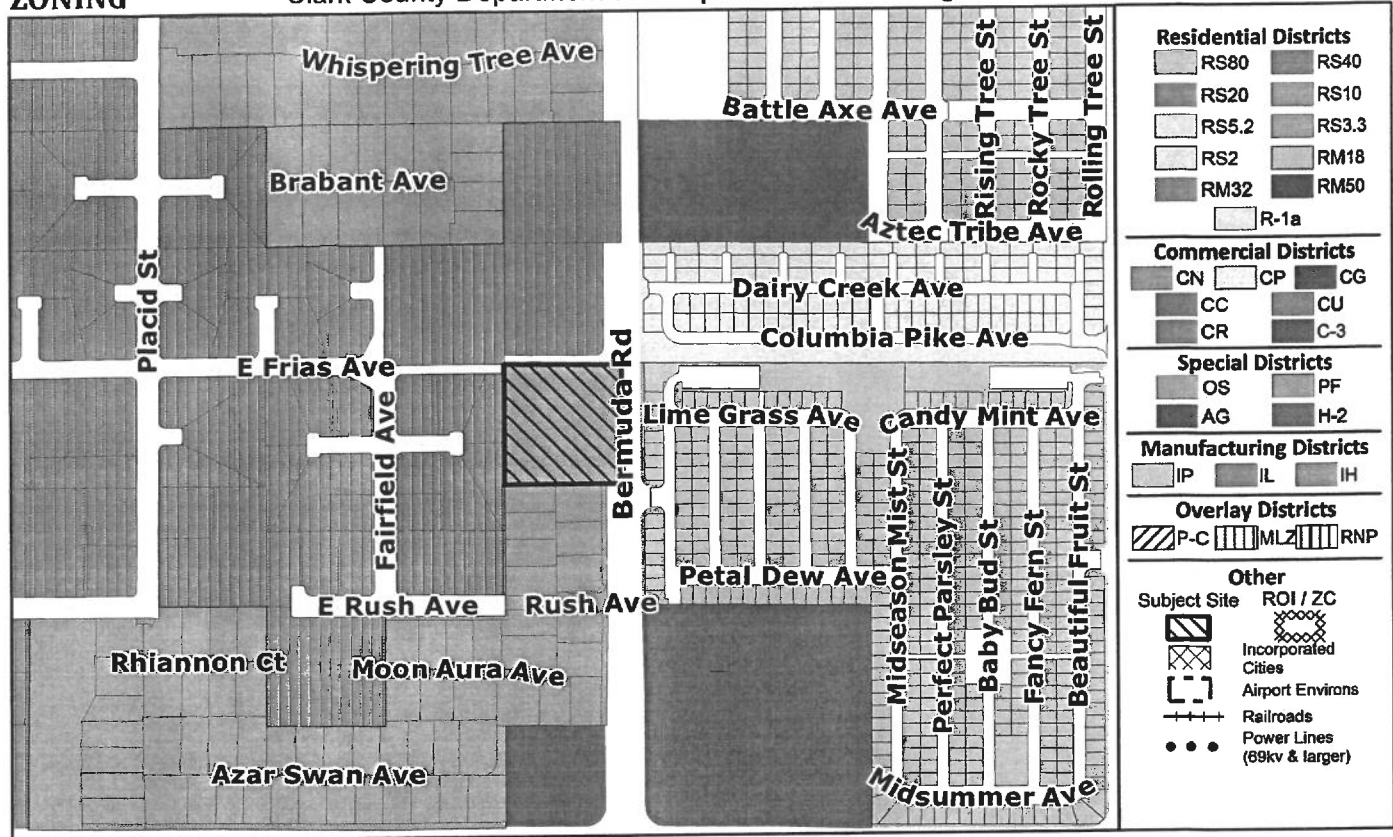 ZONING
Whispering Tree Ave
Battle Axe Ave
Rising Tree St
Rocky Tree St
Rolling Tree St
Brabant Ave
Aztec Tribe Ave
Placid St
Dairy Creek Ave
Columbia Pike Ave
E Frias Ave
Bermuda Rd
Lime Grass Ave
Candy Mint Ave
Fairfield Ave
Midseason Mist St
Perfect Parsley St
Baby Bud St
Fancy Fern St
Beautiful Fruit St
Petal Dew Ave
E Rush Ave
Rush Ave
Rhiannon Ct
Moon Aura Ave
Azar Swan Ave
Midsummer Ave
Residential Districts
RS80 RS40
RS20 RS10
RS5.2 RS3.3
RS2 RM18
RM32 RM50
R-1a
Commercial Districts
CN CP CG
CC CU
CR C-3
Special Districts
OS PF
AG H-2
Manufacturing Districts
IP IL IH
Overlay Districts
P-C MLZ RNP
Other
Subject Site ROI / ZC
Incorporated
Cities
Airport Environs
Railroads
Power Lines
(69kv & larger)